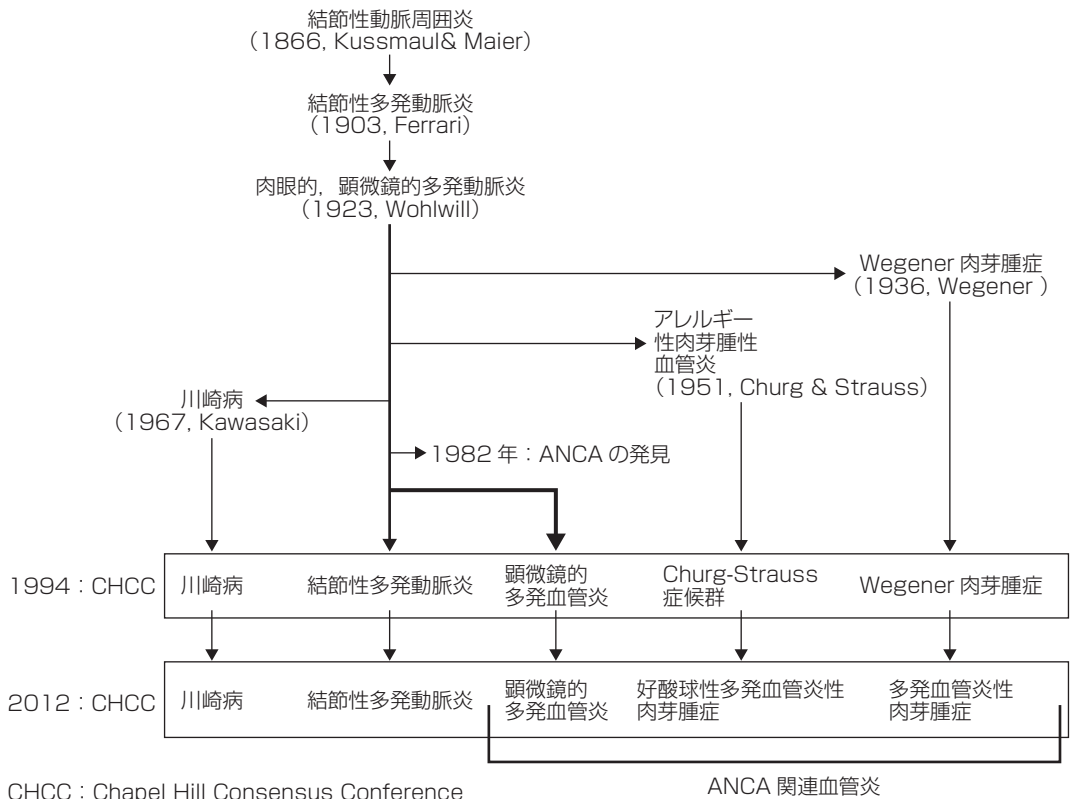 結節性動脈周囲炎
（1866, Kussmaul& Maier）
結節性多発動脈炎
（1903, Ferrari）
肉眼的，顕微鏡的多発動脈炎
（1923, Wohlwill）
Wegener 肉芽腫症
（1936, Wegener ）
アレルギー
性肉芽腫性
血管炎
（1951, Churg & Strauss）
川崎病
（1967, Kawasaki）
1982 年：ANCA の発見
1994：CHCC
川崎病
結節性多発動脈炎
顕微鏡的
多発血管炎
Churg-Strauss
症候群
Wegener 肉芽腫症
2012：CHCC
川崎病
結節性多発動脈炎
顕微鏡的
多発血管炎
好酸球性多発血管炎性
肉芽腫症
多発血管炎性
肉芽腫症
ANCA 関連血管炎
CHCC：Chapel Hill Consensus Conference